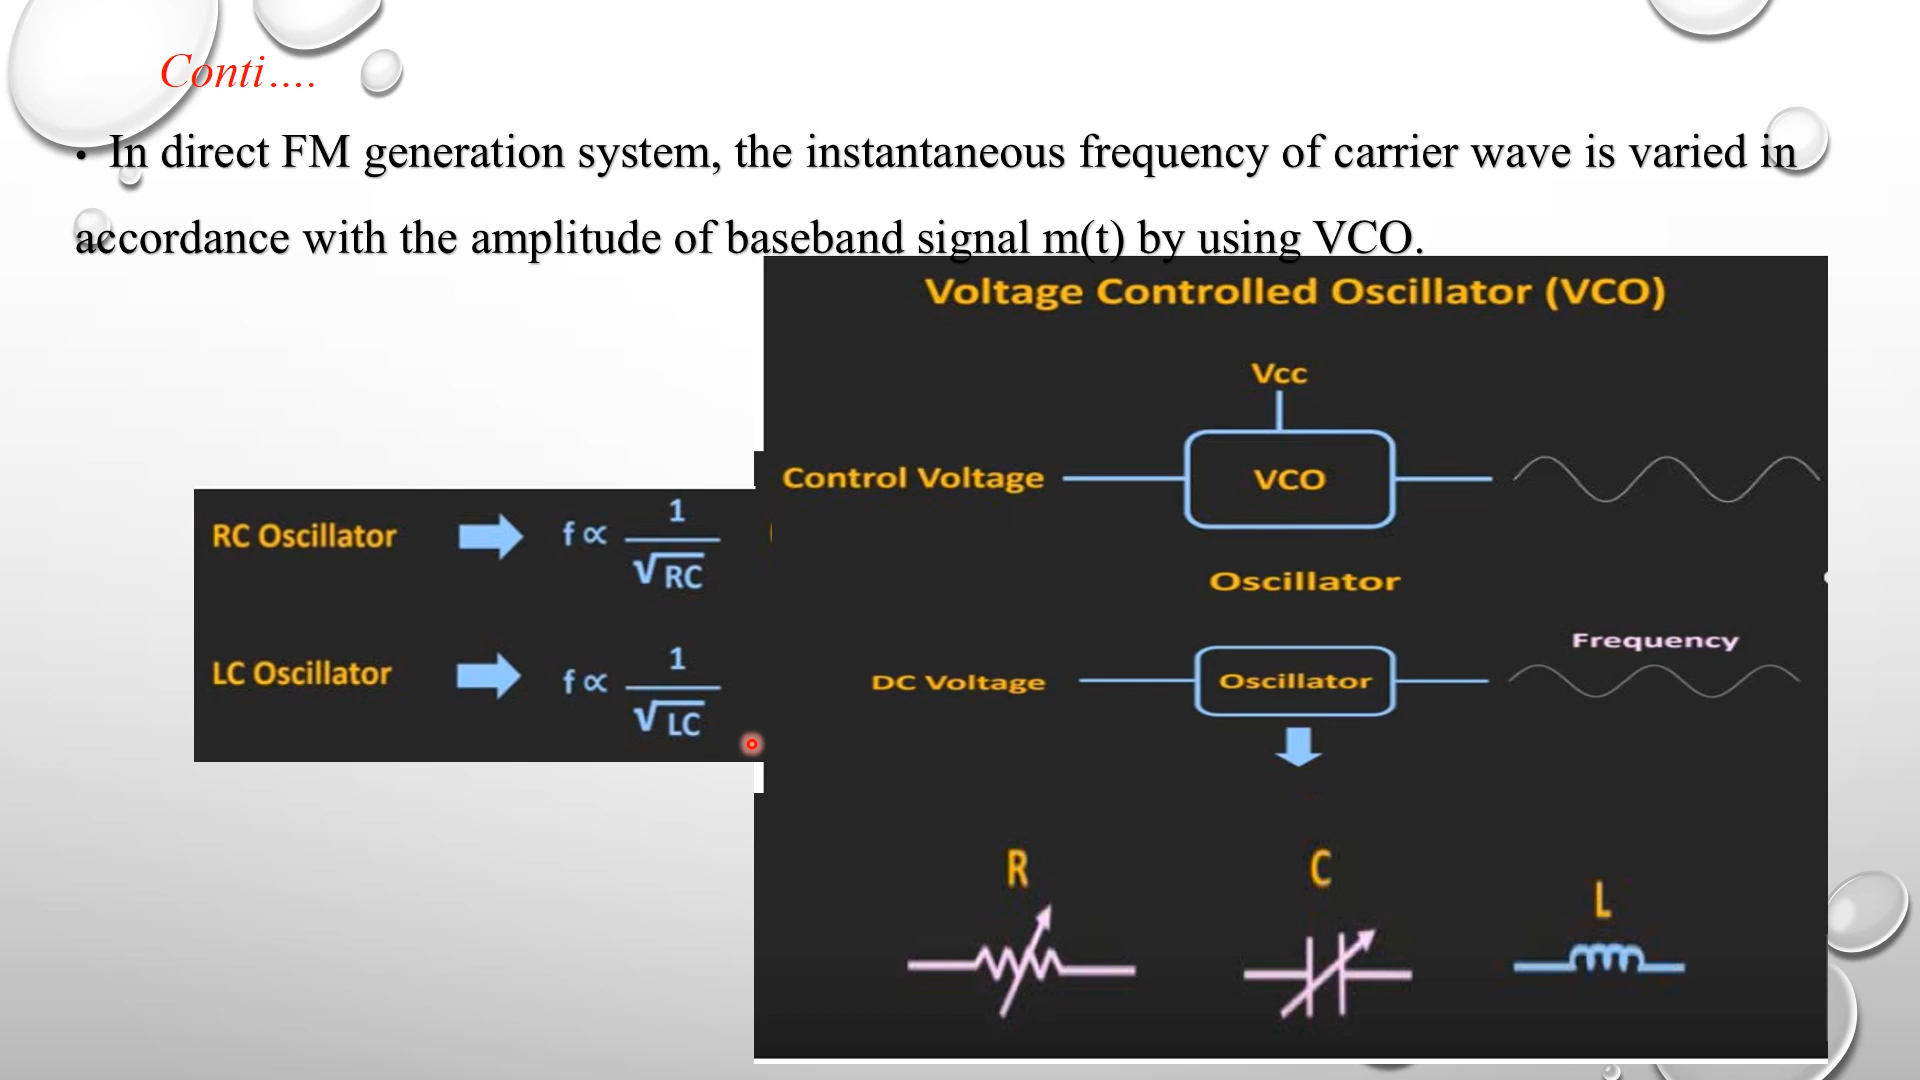 Conti....
• In direct FM generation system, the instantaneous frequency of carrier wave is varied in
accordance with the amplitude of baseband signal m(t) by using VCO.
Voltage Controlled Oscillator (VCO)
Vcc
Control Voltage
VCO
RC Oscillator f ∝ 1 / √RC
Oscillator
Frequency
LC Oscillator f ∝ 1 / √LC
DC Voltage
Oscillator
R C L